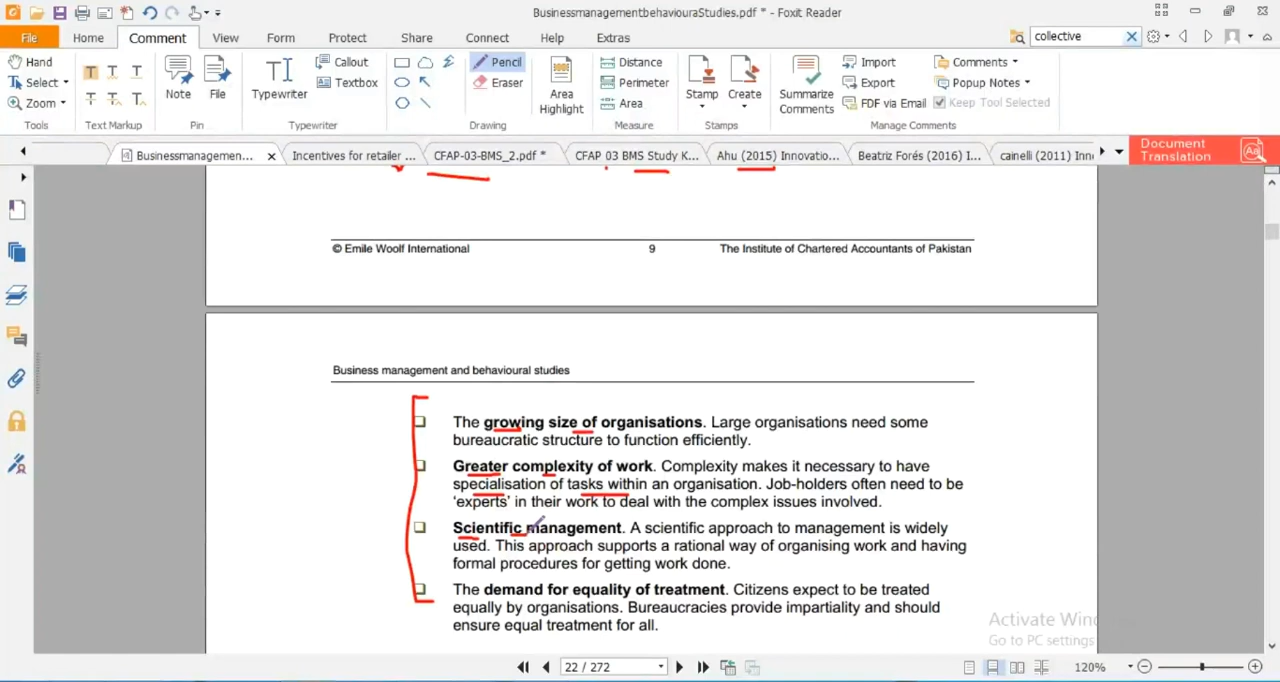 BusinessmanagementbehaviouraStudies.pdf * - Foxit Reader
File Home Comment View Form Protect Share Connect Help Extras
collective
Hand
Select
Zoom
Tools
Text Markup
Note
File
Pin
Typewriter
Callout
Textbox
Typewriter
Pencil
Eraser
Drawing
Area
Highlight
Distance
Perimeter
Area
Measure
Stamp
Create
Stamps
Summarize
Comments
Import
Export
FDF via Email
Comments
Popup Notes
Keep Tool Selected
Manage Comments
Businessmanagemen... Incentives for retailer ... CFAP-03-BMS_2.pdf * CFAP 03 BMS Study K... Ahu (2015) Innovatio... Beatriz Forés (2016) I... cainelli (2011) Inn
Document
Translation
© Emile Woolf International 9 The Institute of Chartered Accountants of Pakistan
Business management and behavioural studies
The growing size of organisations. Large organisations need some
bureaucratic structure to function efficiently.
Greater complexity of work. Complexity makes it necessary to have
specialisation of tasks within an organisation. Job-holders often need to be
‘experts’ in their work to deal with the complex issues involved.
Scientific management. A scientific approach to management is widely
used. This approach supports a rational way of organising work and having
formal procedures for getting work done.
The demand for equality of treatment. Citizens expect to be treated
equally by organisations. Bureaucracies provide impartiality and should
ensure equal treatment for all.
Activate Win
Go to PC settings
22 / 272
120%